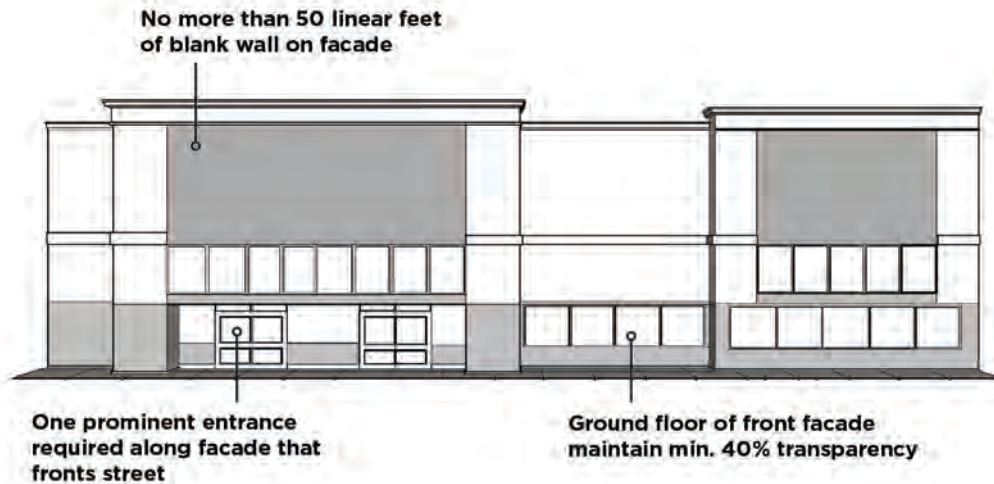 No more than 50 linear feet
of blank wall on facade
One prominent entrance
required along facade that
fronts street
Ground floor of front facade
maintain min. 40% transparency